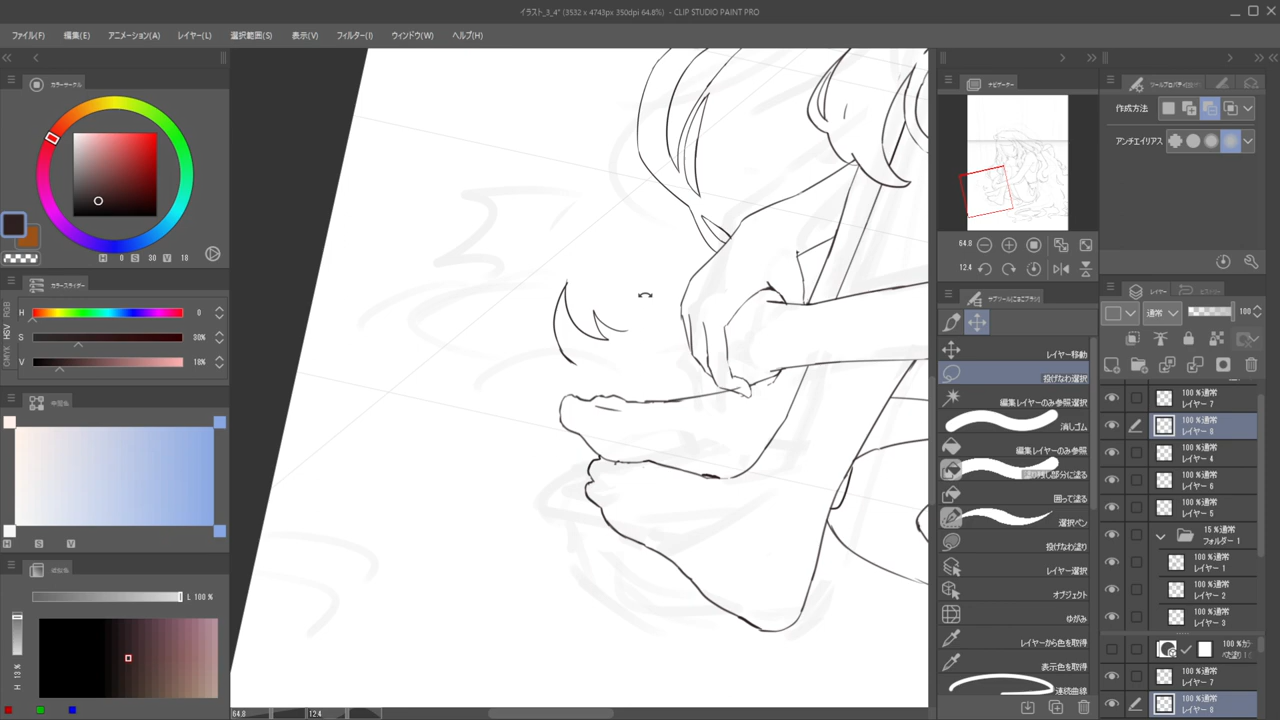 イラスト_3_4* (3532 x 4743px 350dpi 64.8%) - CLIP STUDIO PAINT PRO
ファイル(F) 編集(E) アニメーション(A) レイヤー(L) 選択範囲(S) 表示(V) フィルター(I) ウィンドウ(W) ヘルプ(H)
カラーサークル
H 0 S 30 V 18
カラースライダー
RGB
HSV
CMYK
H 0
S 30%
V 18%
中間色
H S V
L 100 %
H 13 %
64.8 12.4
ナビゲーター
64.8
12.4
レイヤー移動
投げなわ選択
編集レイヤーのみ参照選択
消しゴム
編集レイヤーのみ参照
塗り残し部分に塗る
囲って塗る
選択ペン
投げなわ塗り
レイヤー選択
オブジェクト
ゆがみ
レイヤーから色を取得
表示色を取得
連続曲線
作成方法
アンチエイリアス
レイヤー
通常 100
100 %通常
レイヤー 7
100 %通常
レイヤー 8
100 %通常
レイヤー 4
100 %通常
レイヤー 6
100 %通常
レイヤー 5
15 %通常
フォルダー 1
100 %通常
レイヤー 1
100 %通常
レイヤー 2
100 %通常
レイヤー 3
100 %通常
レイヤー 7
100 %通常
レイヤー 8